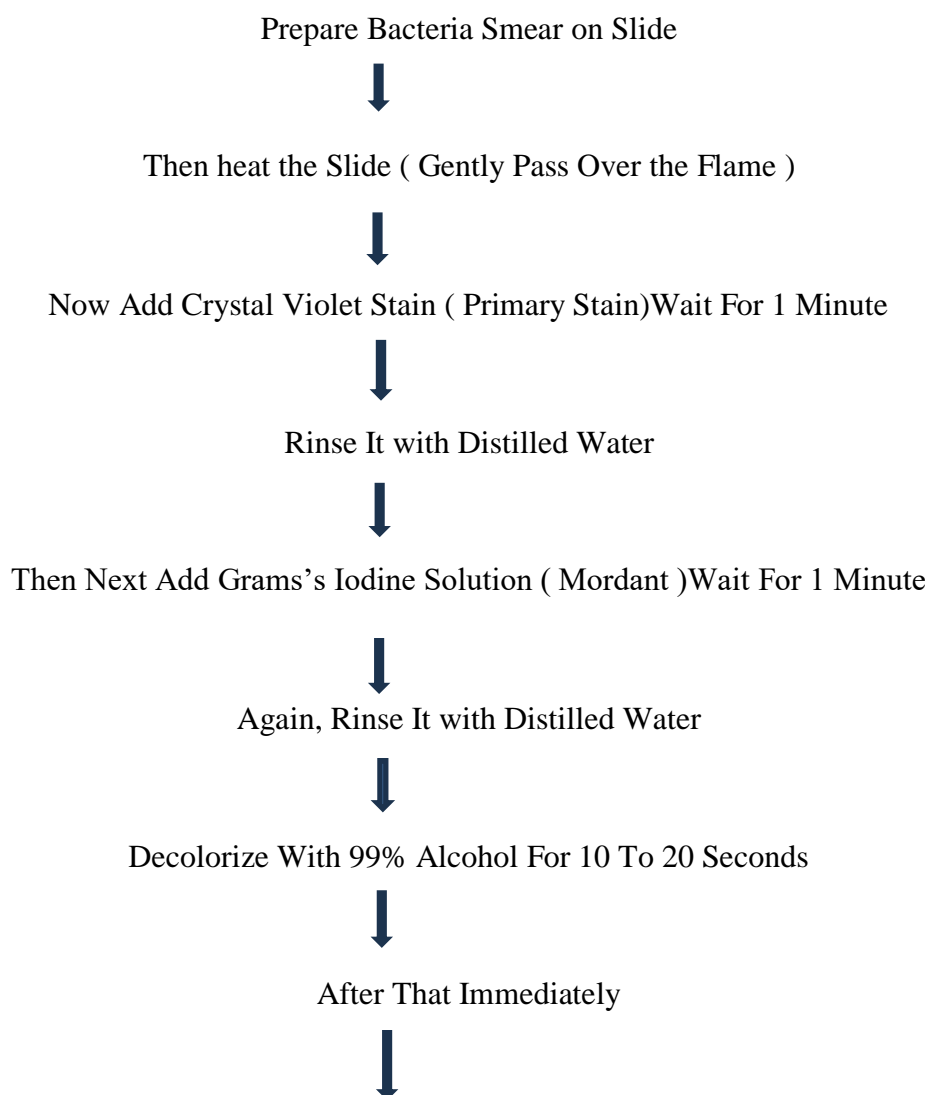 Prepare Bacteria Smear on Slide
Then heat the Slide ( Gently Pass Over the Flame )
Now Add Crystal Violet Stain ( Primary Stain)Wait For 1 Minute
Rinse It with Distilled Water
Then Next Add Grams’s Iodine Solution ( Mordant )Wait For 1 Minute
Again, Rinse It with Distilled Water
Decolorize With 99% Alcohol For 10 To 20 Seconds
After That Immediately